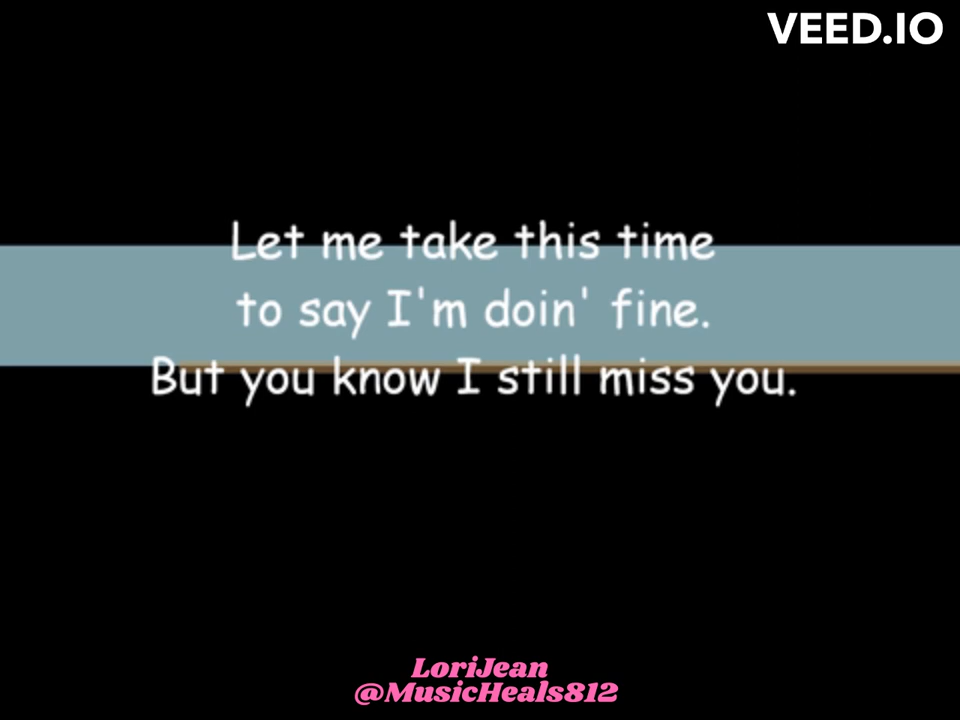 VEED.IO
Let me take this time
to say I'm doin' fine.
But you know I still miss you.
LoriJean
@MusicHeals812